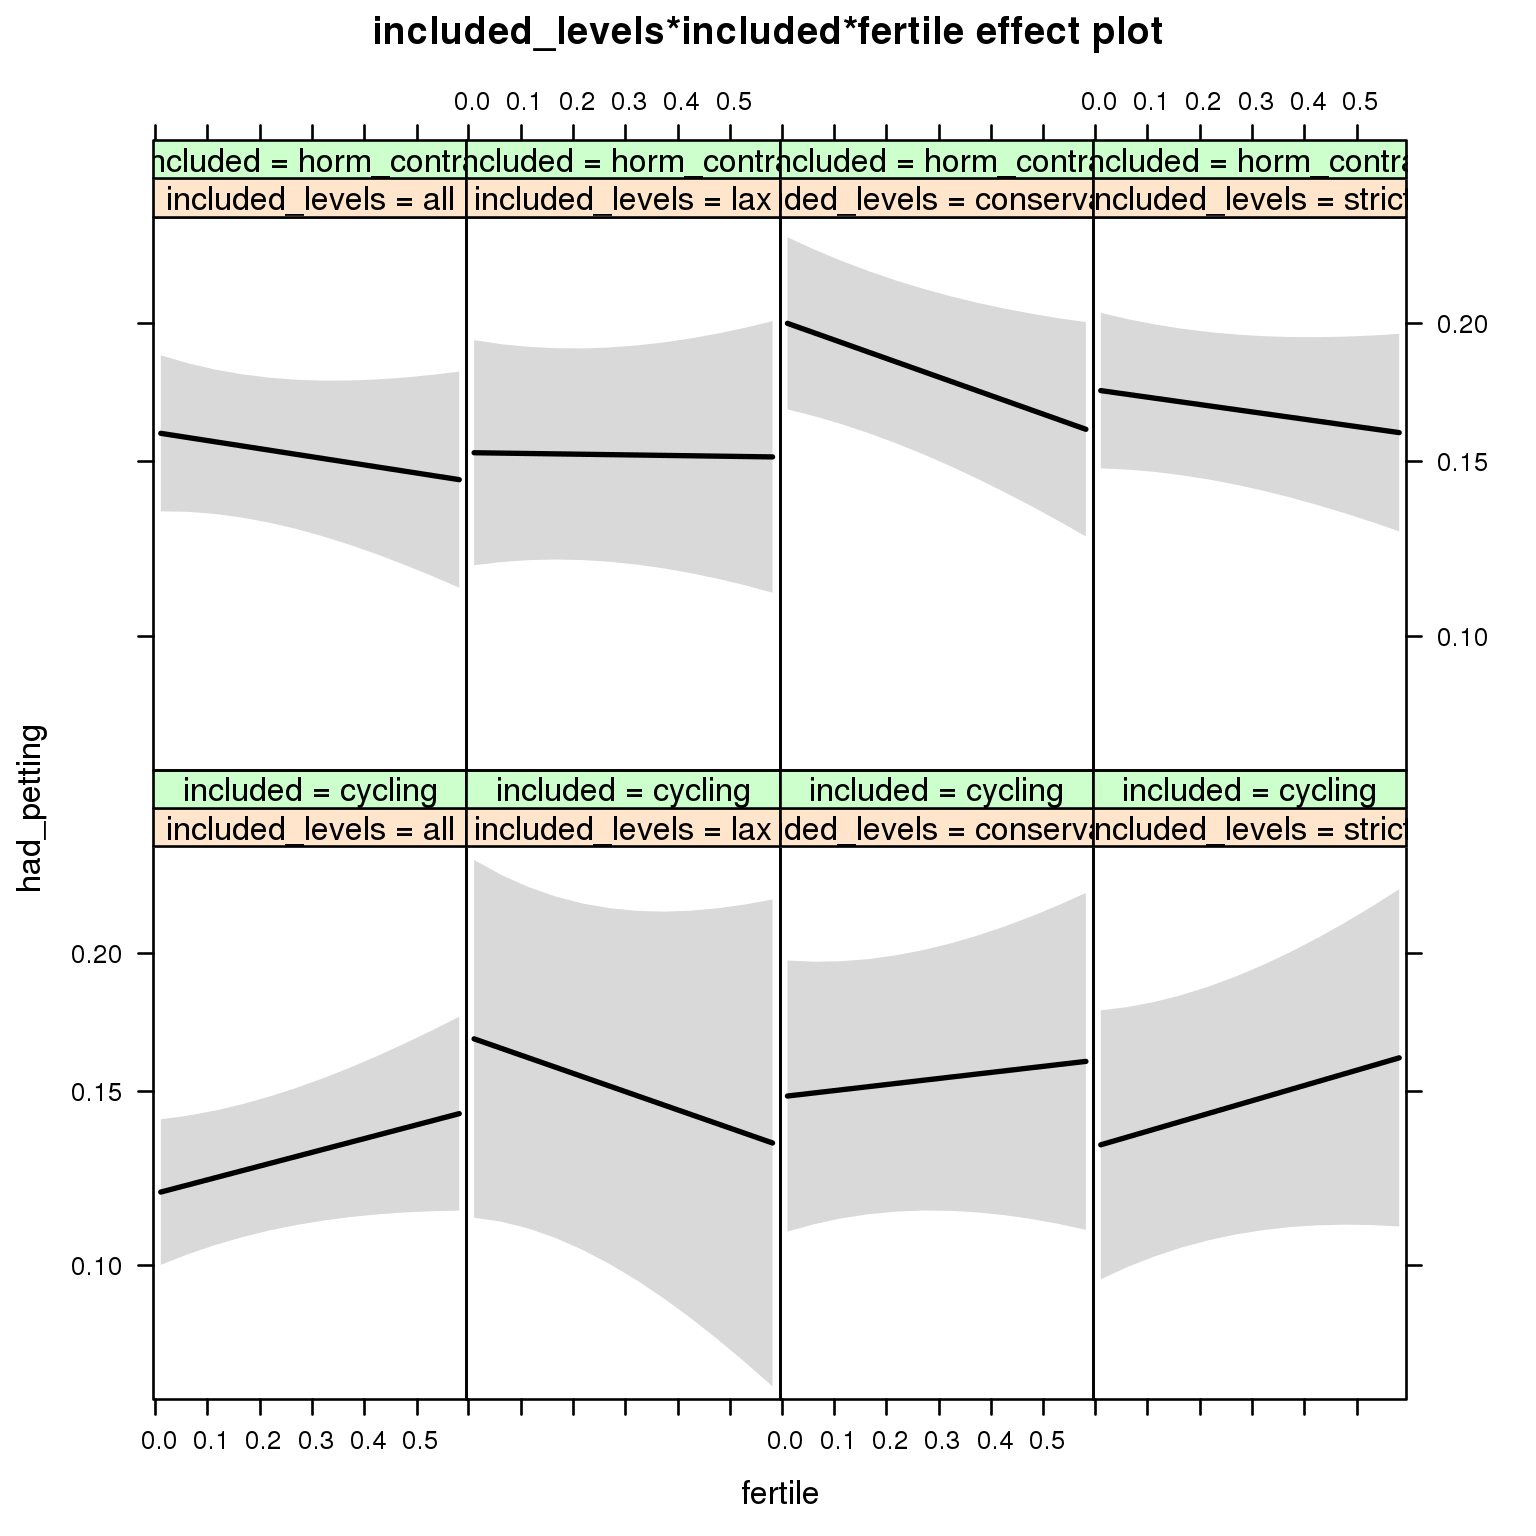 included_levels*included*fertile effect plot
0.0 0.1 0.2 0.3 0.4 0.5 0.0 0.1 0.2 0.3 0.4 0.5
ncluded = horm_contra ncluded = horm_contra ncluded = horm_contra ncluded = horm_contra
included_levels = all included_levels = lax ded_levels = conserva ncluded_levels = strict
0.20
0.15
0.10
included = cycling included = cycling included = cycling included = cycling
included_levels = all included_levels = lax ded_levels = conserva ncluded_levels = strict
had_petting
0.20
0.15
0.10
0.0 0.1 0.2 0.3 0.4 0.5 0.0 0.1 0.2 0.3 0.4 0.5
fertile